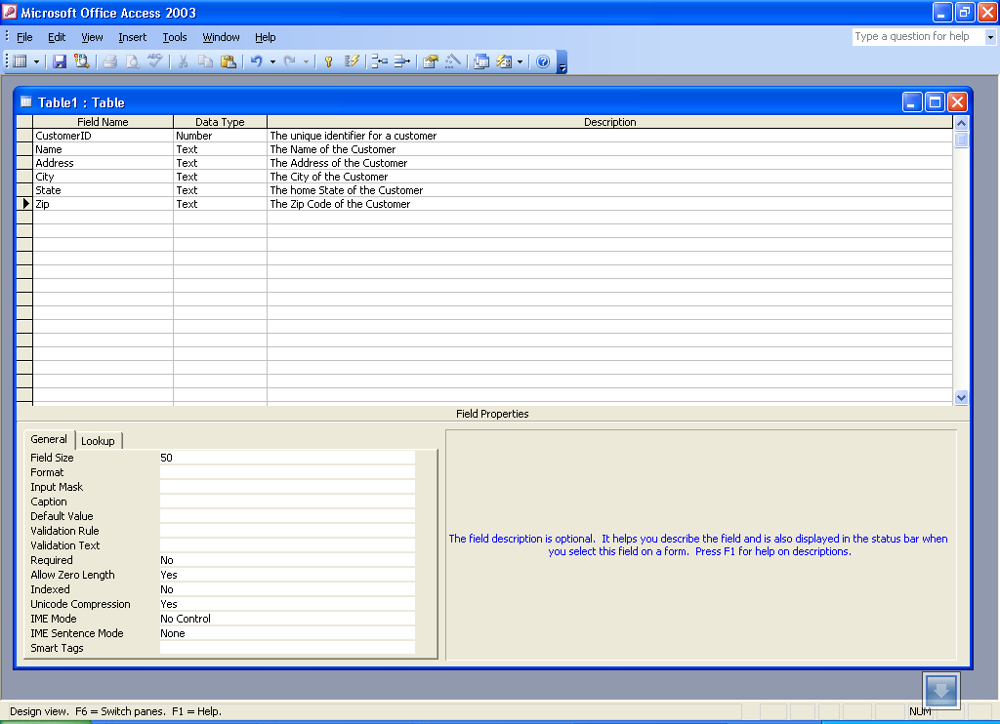 Microsoft Office Access 2003
File Edit View Insert Tools Window Help
Type a question for help
Table1 : Table
Field Name Data Type Description
CustomerID Number The unique identifier for a customer
Name Text The Name of the Customer
Address Text The Address of the Customer
City Text The City of the Customer
State Text The home State of the Customer
Zip Text The Zip Code of the Customer
Field Properties
General Lookup
Field Size 50
Format
Input Mask
Caption
Default Value
Validation Rule
Validation Text
Required No
Allow Zero Length Yes
Indexed No
Unicode Compression Yes
IME Mode No Control
IME Sentence Mode None
Smart Tags
The field description is optional. It helps you describe the field and is also displayed in the status bar when
you select this field on a form. Press F1 for help on descriptions.
Design view. F6 = Switch panes. F1 = Help.
NUM